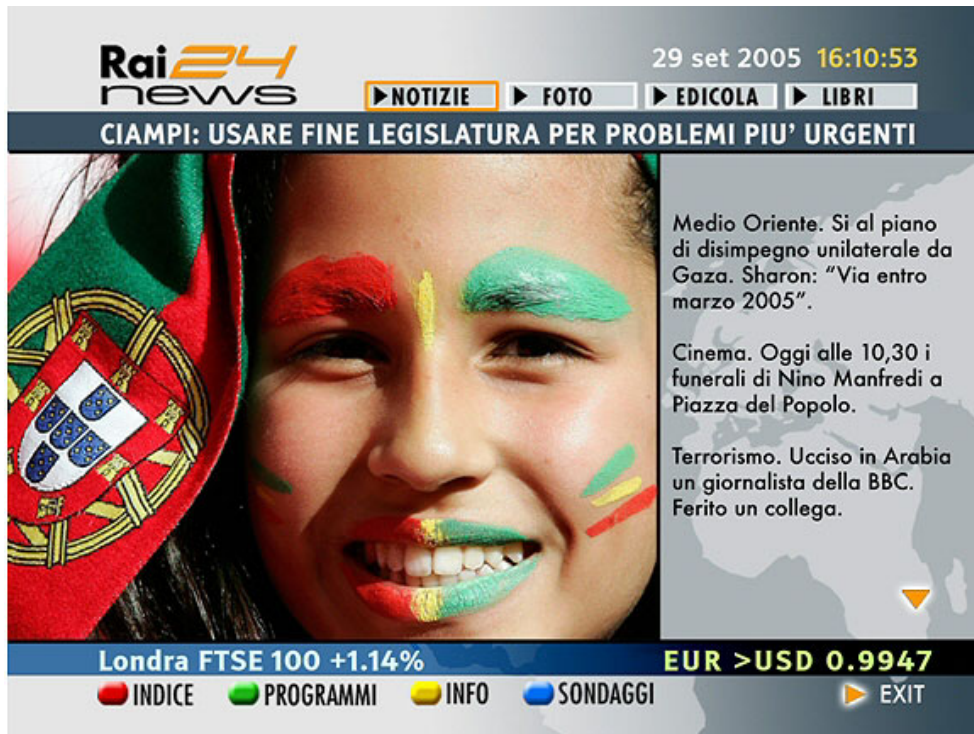 Rai 24
news
29 set 2005 16:10:53
NOTIZIE
FOTO
EDICOLA
LIBRI
CIAMPI: USARE FINE LEGISLATURA PER PROBLEMI PIU' URGENTI
Medio Oriente. Si al piano
di disimpegno unilaterale da
Gaza. Sharon: “Via entro
marzo 2005”.
Cinema. Oggi alle 10,30 i
funerali di Nino Manfredi a
Piazza del Popolo.
Terrorismo. Ucciso in Arabia
un giornalista della BBC.
Ferito un collega.
Londra FTSE 100 +1.14%
EUR >USD 0.9947
INDICE
PROGRAMMI
INFO
SONDAGGI
EXIT